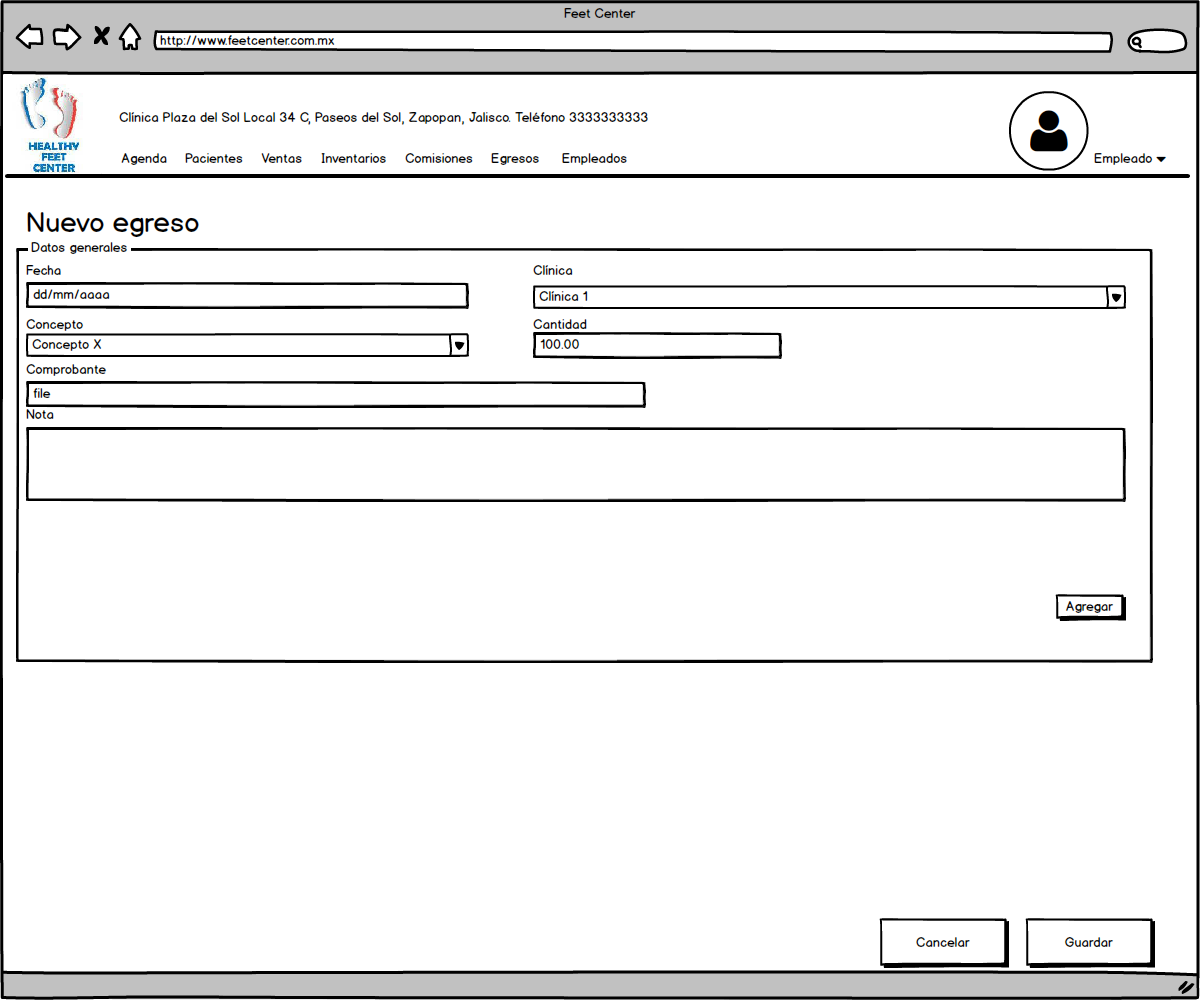 Feet Center
http://www.feetcenter.com.mx
HEALTHY
FEET
CENTER
Clínica Plaza del Sol Local 34 C, Paseos del Sol, Zapopan, Jalisco. Teléfono 3333333333
Agenda Pacientes Ventas Inventarios Comisiones Egresos Empleados
Empleado
Nuevo egreso
Datos generales
Fecha Clínica
dd/mm/aaaa Clínica 1
Concepto Cantidad
Concepto X 100.00
Comprobante
file
Nota
Agregar
Cancelar Guardar